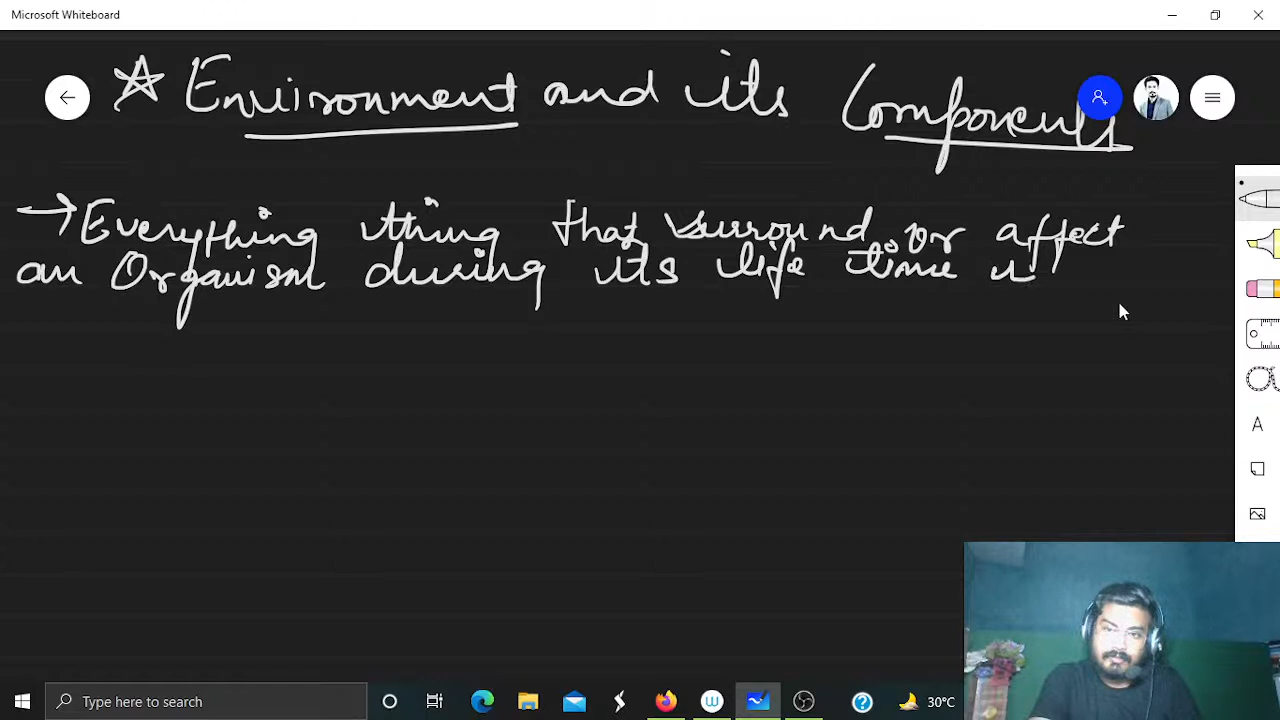 Microsoft Whiteboard
☆ Environment and its Components
→ Everything thing that surround or affect
an Organism during its life time is
A
Type here to search
30°C